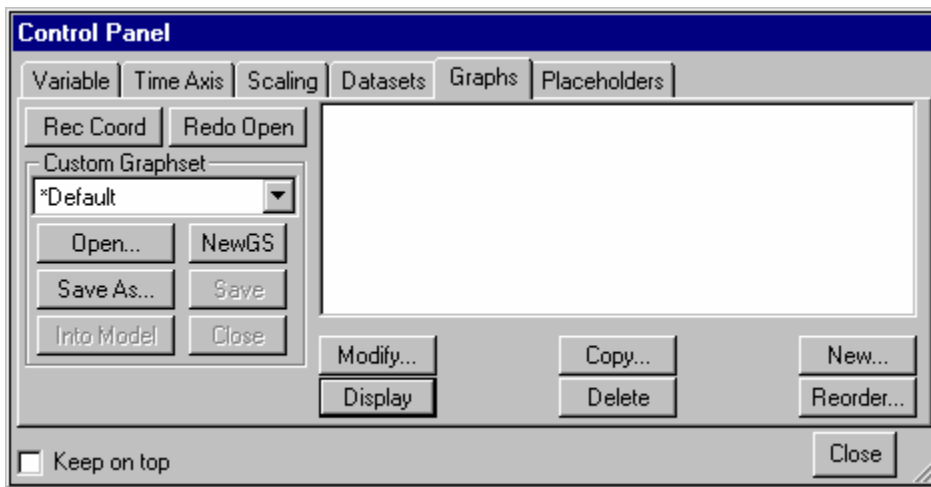 Control Panel
Variable Time Axis Scaling Datasets Graphs Placeholders
Rec Coord Redo Open
Custom Graphset
*Default
Open... NewGS
Save As... Save
Into Model Close
Modify... Copy... New...
Display Delete Reorder...
Keep on top Close